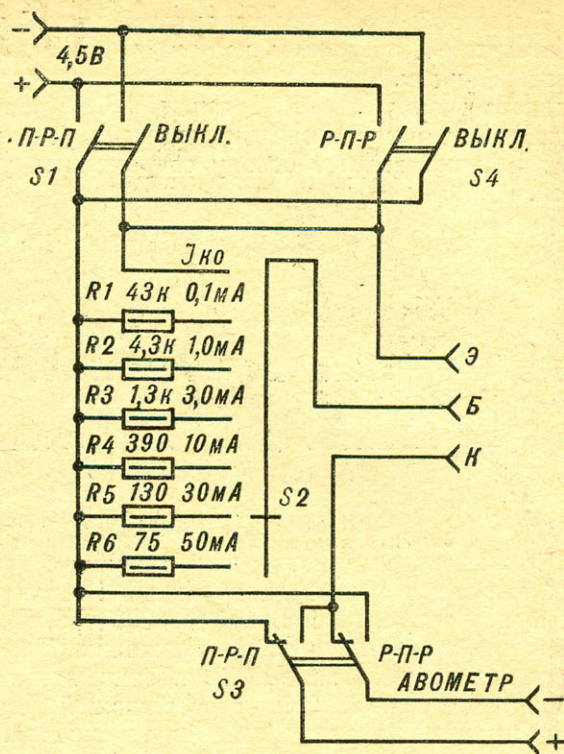 -
4,5В
+
П-Р-П ВЫКЛ. Р-П-Р ВЫКЛ.
S1 S4
Iко
R1 43к 0,1мА
R2 4,3к 1,0мА
Э
R3 1,3к 3,0мА
Б
R4 390 10мА
К
R5 130 30мА
S2
R6 75 50мА
П-Р-П Р-П-Р
S3 АВОМЕТР
-
+